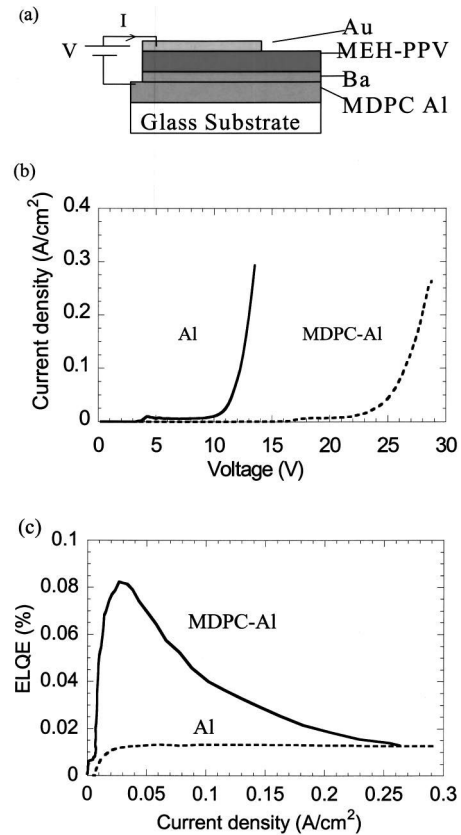 (a)
I
V
Au
MEH-PPV
Ba
MDPC Al
Glass Substrate
(b)
Current density (A/cm²)
0.4
0.3
0.2
0.1
0
Al
MDPC-Al
0 5 10 15 20 25 30
Voltage (V)
(c)
ELQE (%)
0.1
0.08
0.06
0.04
0.02
0
MDPC-Al
Al
0 0.05 0.1 0.15 0.2 0.25 0.3
Current density (A/cm²)